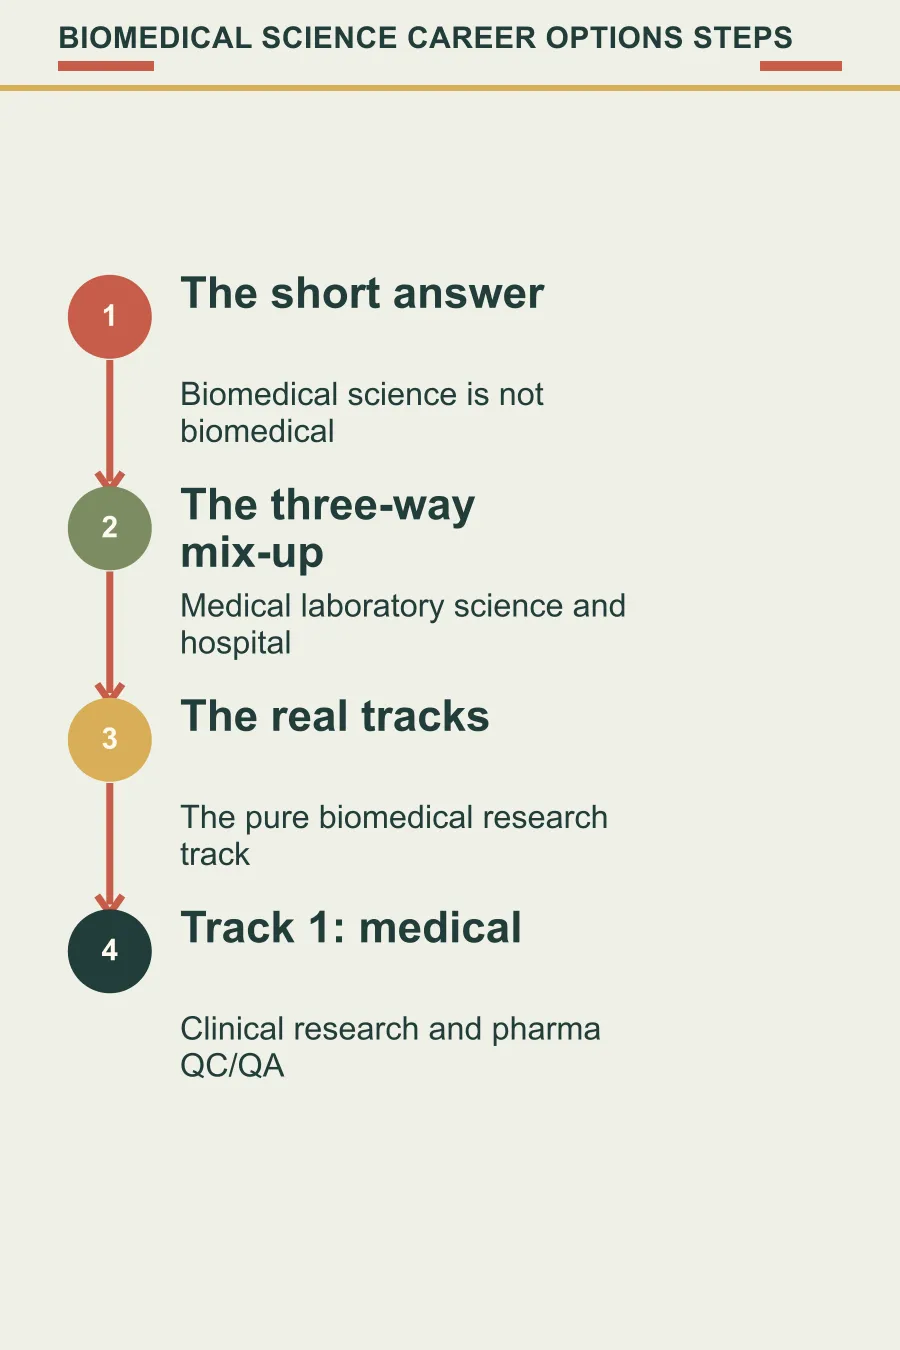 BIOMEDICAL SCIENCE CAREER OPTIONS STEPS
1
The short answer
Biomedical science is not
biomedical
2
The three-way
mix-up
Medical laboratory science and
hospital
3
The real tracks
The pure biomedical research
track
4
Track 1: medical
Clinical research and pharma
QC/QA